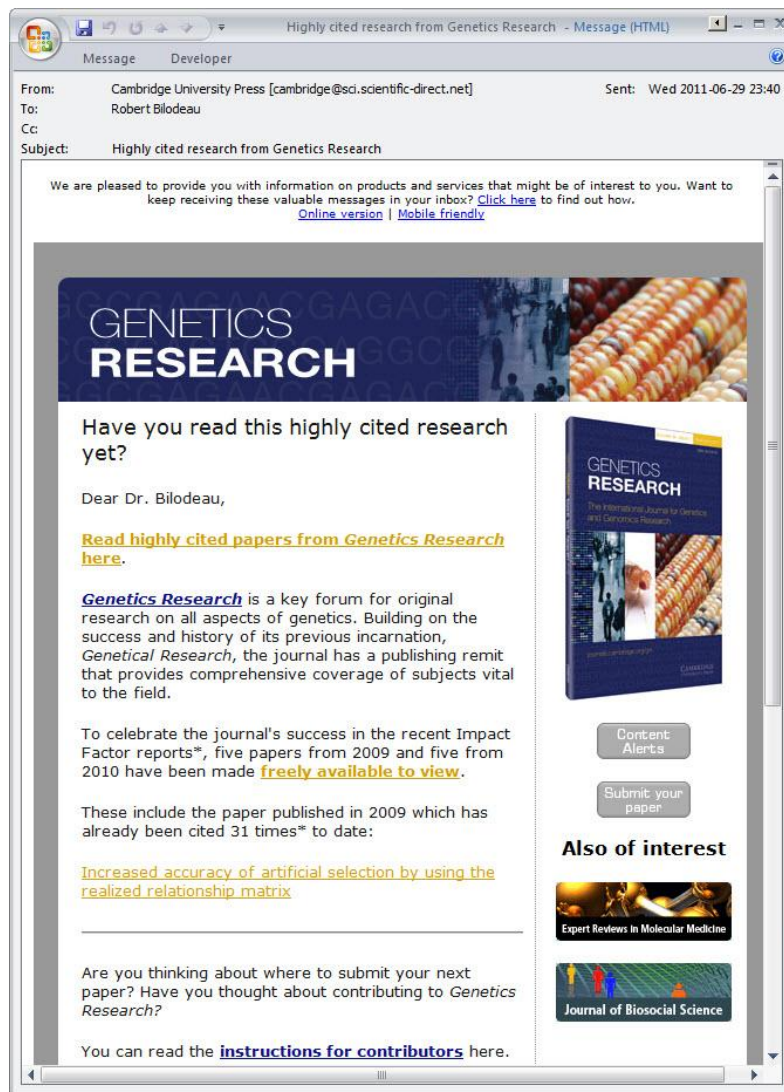 Highly cited research from Genetics Research - Message (HTML)
Message Developer
From: Cambridge University Press [cambridge@sci.scientific-direct.net] Sent: Wed 2011-06-29 23:40
To: Robert Bilodeau
Cc:
Subject: Highly cited research from Genetics Research
We are pleased to provide you with information on products and services that might be of interest to you. Want to
keep receiving these valuable messages in your inbox? Click here to find out how.
Online version | Mobile friendly
GENETICS
RESEARCH
Have you read this highly cited research
yet?
Dear Dr. Bilodeau,
Read highly cited papers from Genetics Research
here.
Genetics Research is a key forum for original
research on all aspects of genetics. Building on the
success and history of its previous incarnation,
Genetical Research, the journal has a publishing remit
that provides comprehensive coverage of subjects vital
to the field.
To celebrate the journal's success in the recent Impact
Factor reports*, five papers from 2009 and five from
2010 have been made freely available to view.
These include the paper published in 2009 which has
already been cited 31 times* to date:
Increased accuracy of artificial selection by using the
realized relationship matrix
Are you thinking about where to submit your next
paper? Have you thought about contributing to Genetics
Research?
You can read the instructions for contributors here.
GENETICS
RESEARCH
The International Journal for Genetics
and Genomics Research
CAMBRIDGE
Content
Alerts
Submit your
paper
Also of interest
Expert Reviews in Molecular Medicine
Journal of Biosocial Science